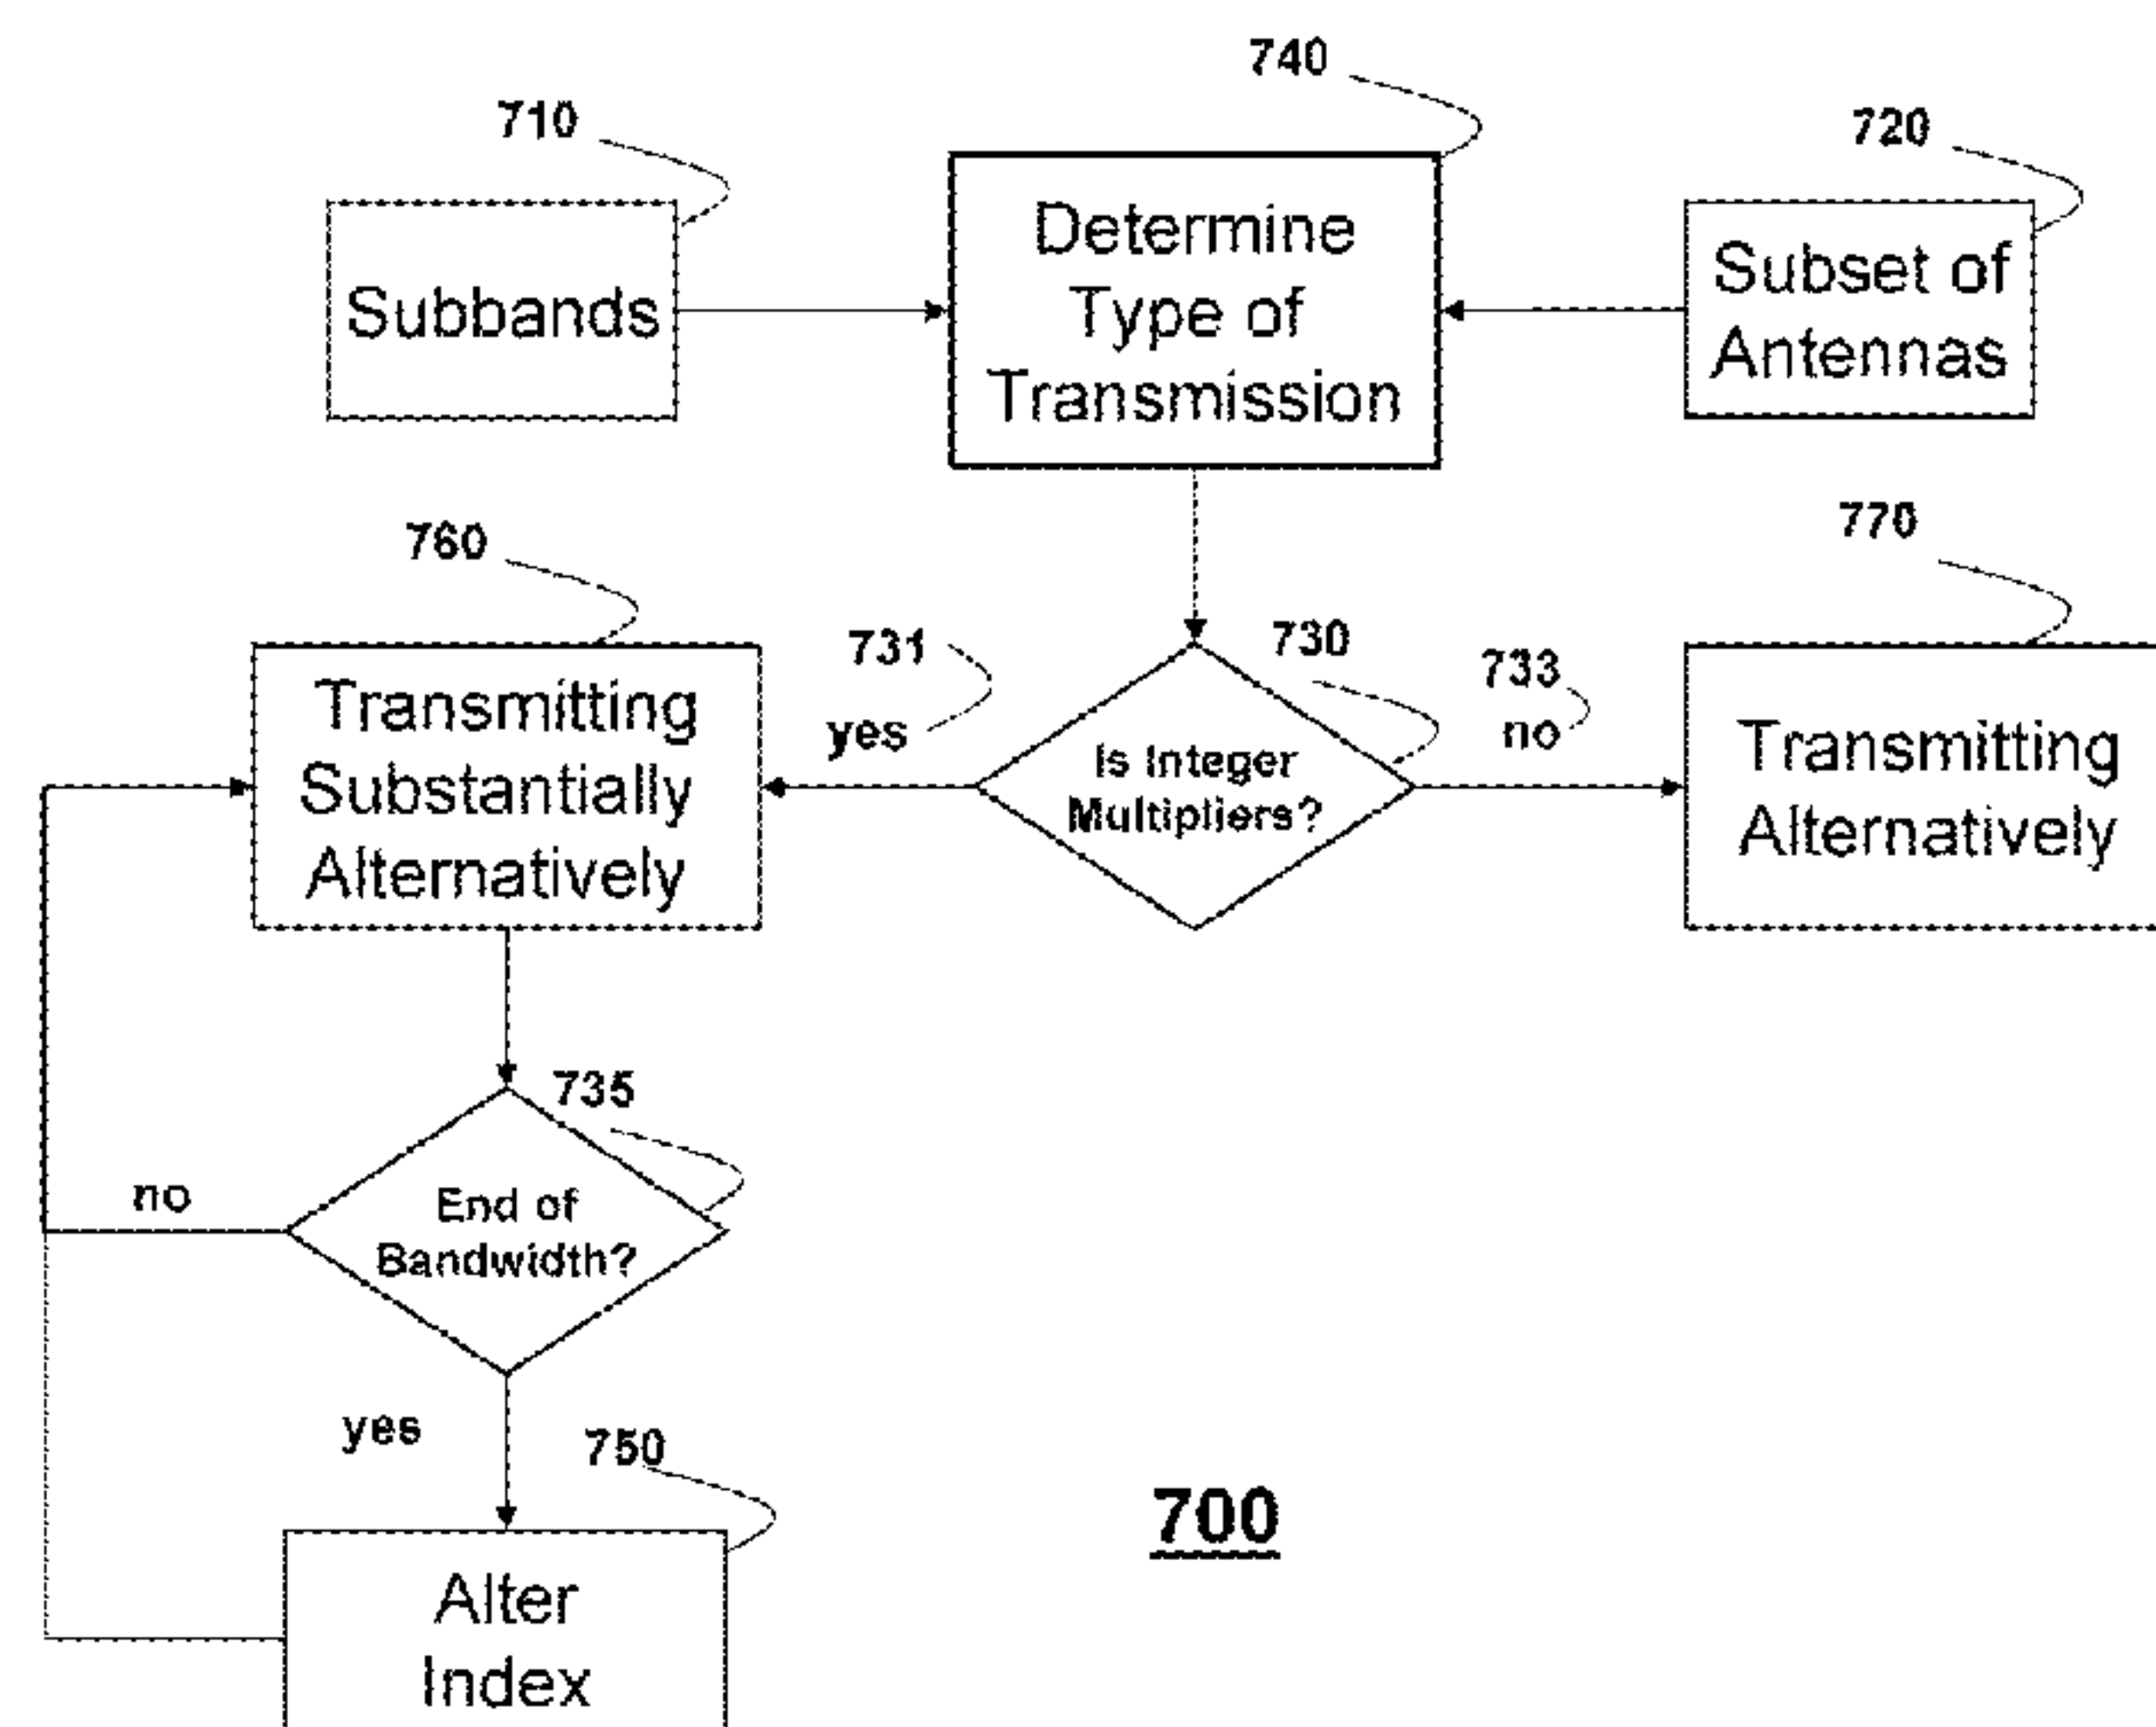 740
710
720
Determine
Type of
Transmission
Subbands
Subset of
Antennas
760
770
731
yes
730
733
no
Transmitting
Substantially
Alternatively
Is Integer
Multipliers?
Transmitting
Alternatively
735
no
End of
Bandwidth?
yes
750
700
Alter
Index